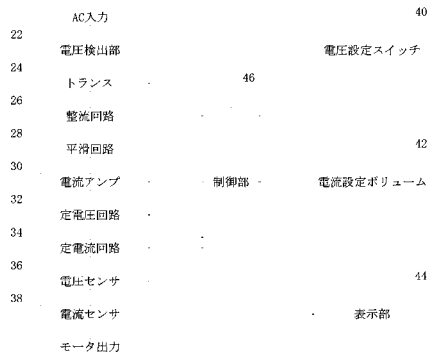 AC入力 40
22
電圧検出部 電圧設定スイッチ
24
トランス 46
26
整流回路
28
平滑回路 42
30
電流アンプ 制御部 電流設定ボリューム
32
定電圧回路
34
定電流回路
36
電圧センサ 44
38
電流センサ 表示部
モータ出力